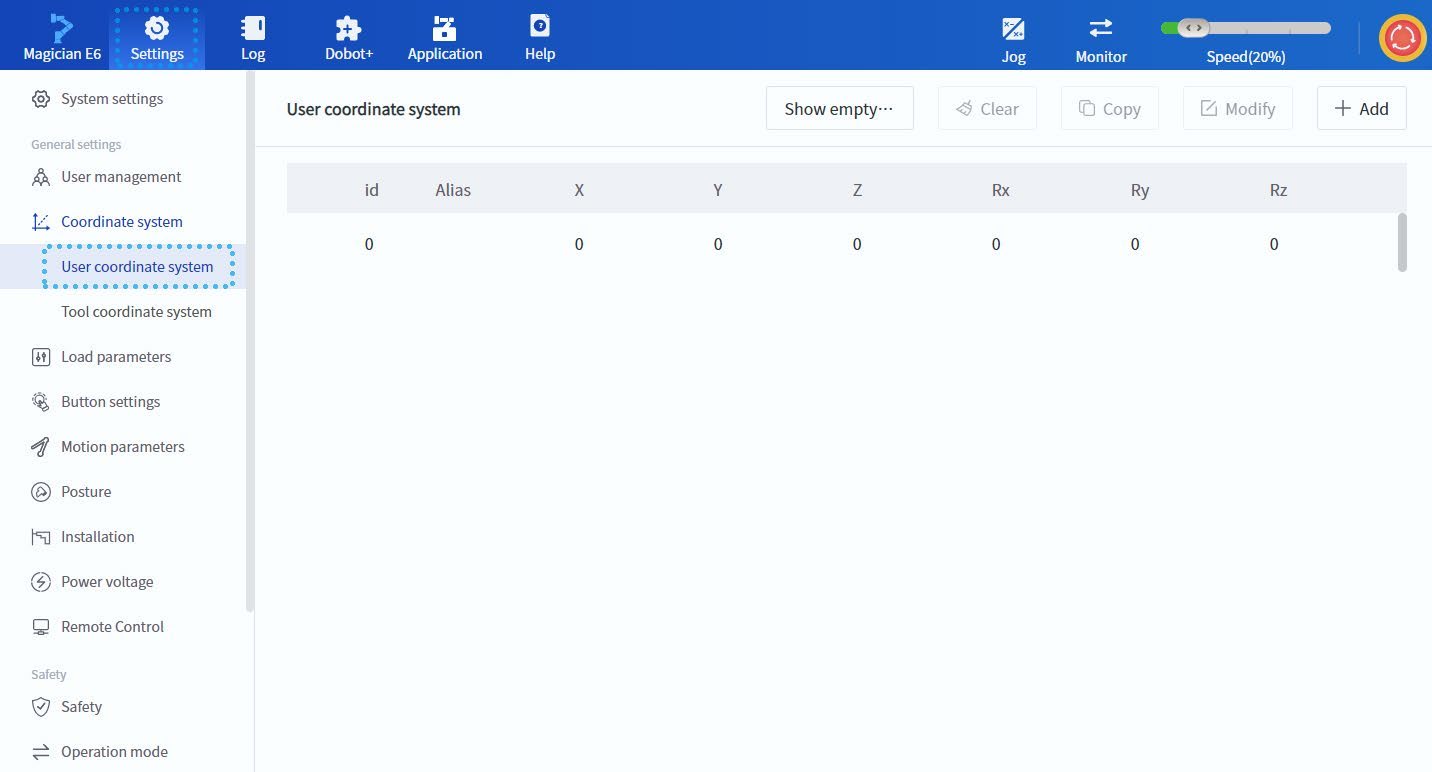 Magician E6
Settings
Log
Dobot+
Application
Help
Jog
Monitor
Speed(20%)
System settings
General settings
User management
Coordinate system
User coordinate system
Tool coordinate system
Load parameters
Button settings
Motion parameters
Posture
Installation
Power voltage
Remote Control
Safety
Safety
Operation mode
User coordinate system
Show empty⋯
Clear
Copy
Modify
Add
id Alias X Y Z Rx Ry Rz
0 0 0 0 0 0 0